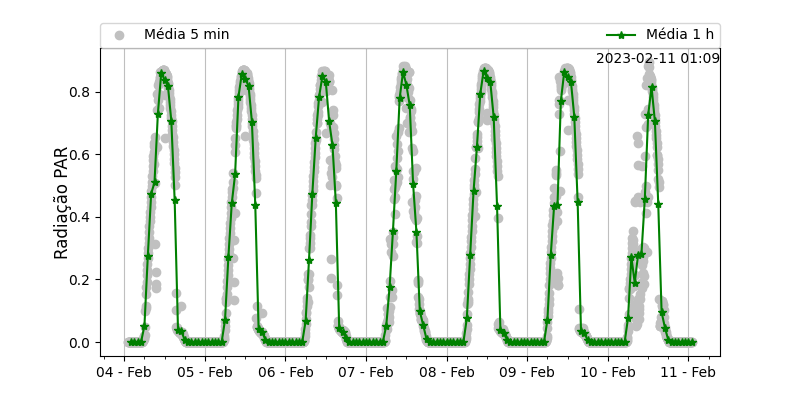 Média 5 min
Média 1 h
2023-02-11 01:09
Radiação PAR
0.8
0.6
0.4
0.2
0.0
04 - Feb
05 - Feb
06 - Feb
07 - Feb
08 - Feb
09 - Feb
10 - Feb
11 - Feb